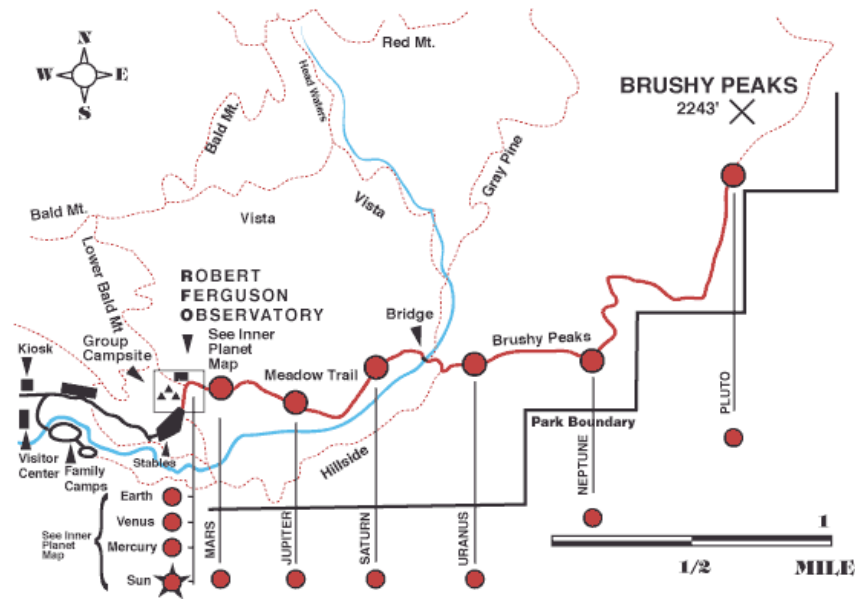 N
W
E
S
Red Mt.
Head Waters
Bald Mt.
BRUSHY PEAKS
2243'
Gray Pine
Bald Mt.
Vista
Vista
Lower Bald Mt.
ROBERT
FERGUSON
OBSERVATORY
See Inner
Planet
Map
Bridge
Group
Campsite
Kiosk
Meadow Trail
Brushy Peaks
PLUTO
Park Boundary
Visitor
Center
Family
Camps
Stables
Hillside
NEPTUNE
Earth
Venus
See Inner
Planet
Map
Mercury
Sun
MARS
JUPITER
SATURN
URANUS
1
1/2
MILE